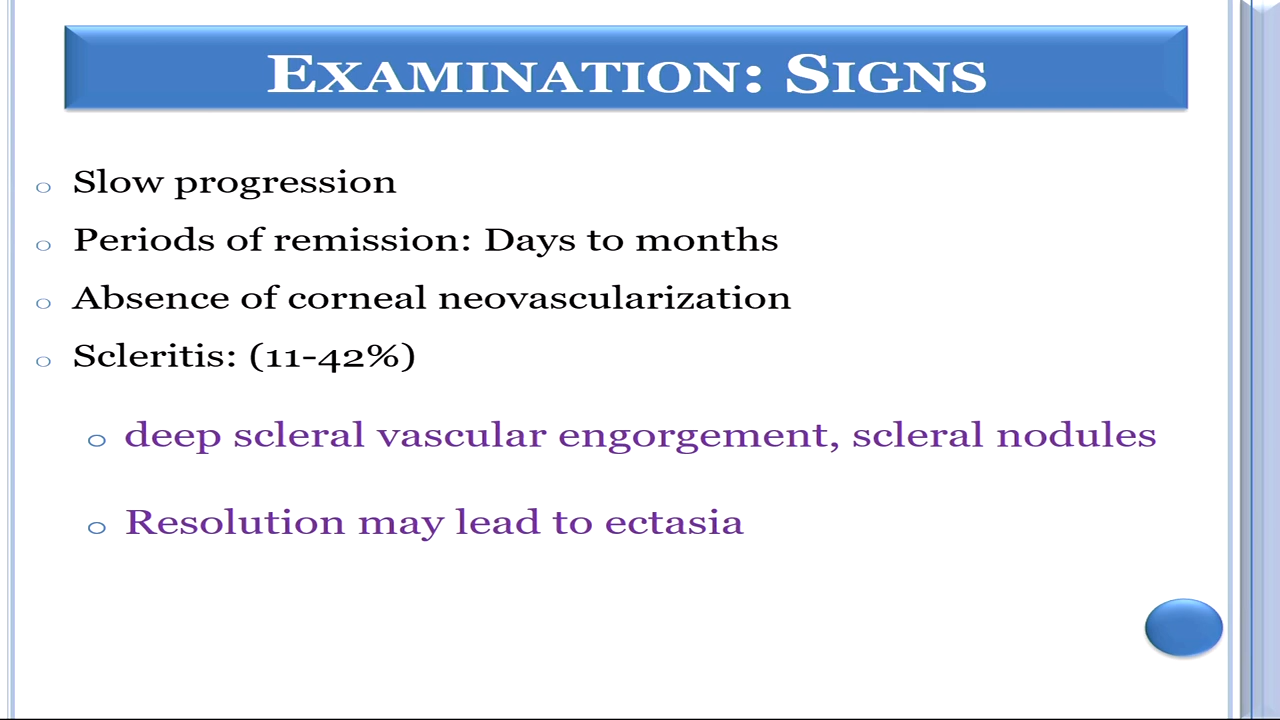 EXAMINATION: SIGNS
Slow progression
Periods of remission: Days to months
Absence of corneal neovascularization
Scleritis: (11-42%)
deep scleral vascular engorgement, scleral nodules
Resolution may lead to ectasia